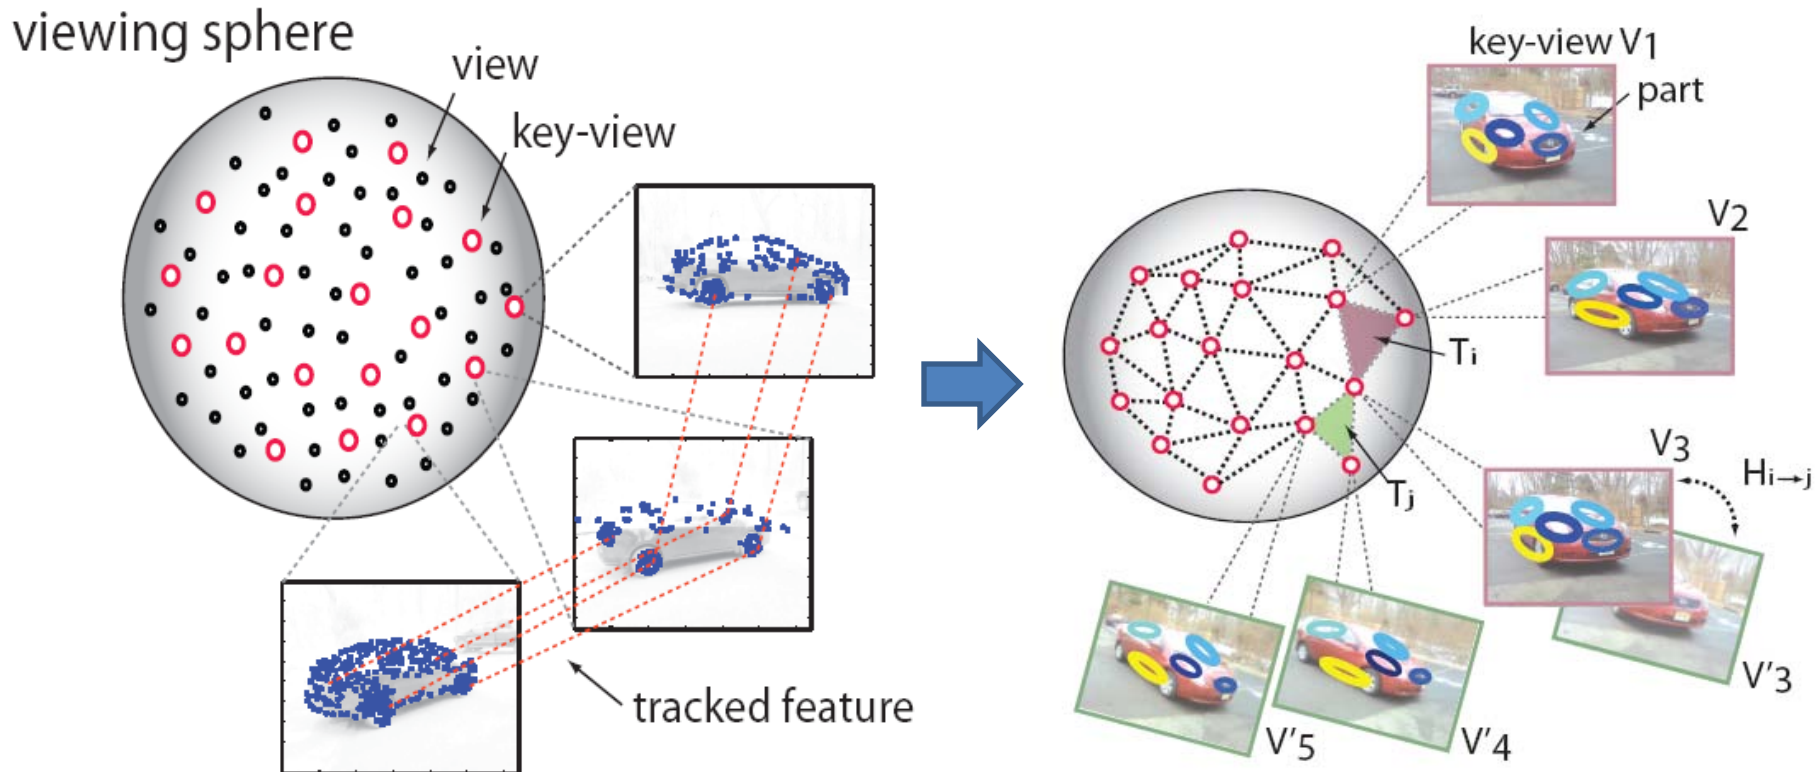 viewing sphere
view
key-view
tracked feature
key-view V1
part
V2
Ti
V3
Hi→j
Tj
V'3
V'5
V'4